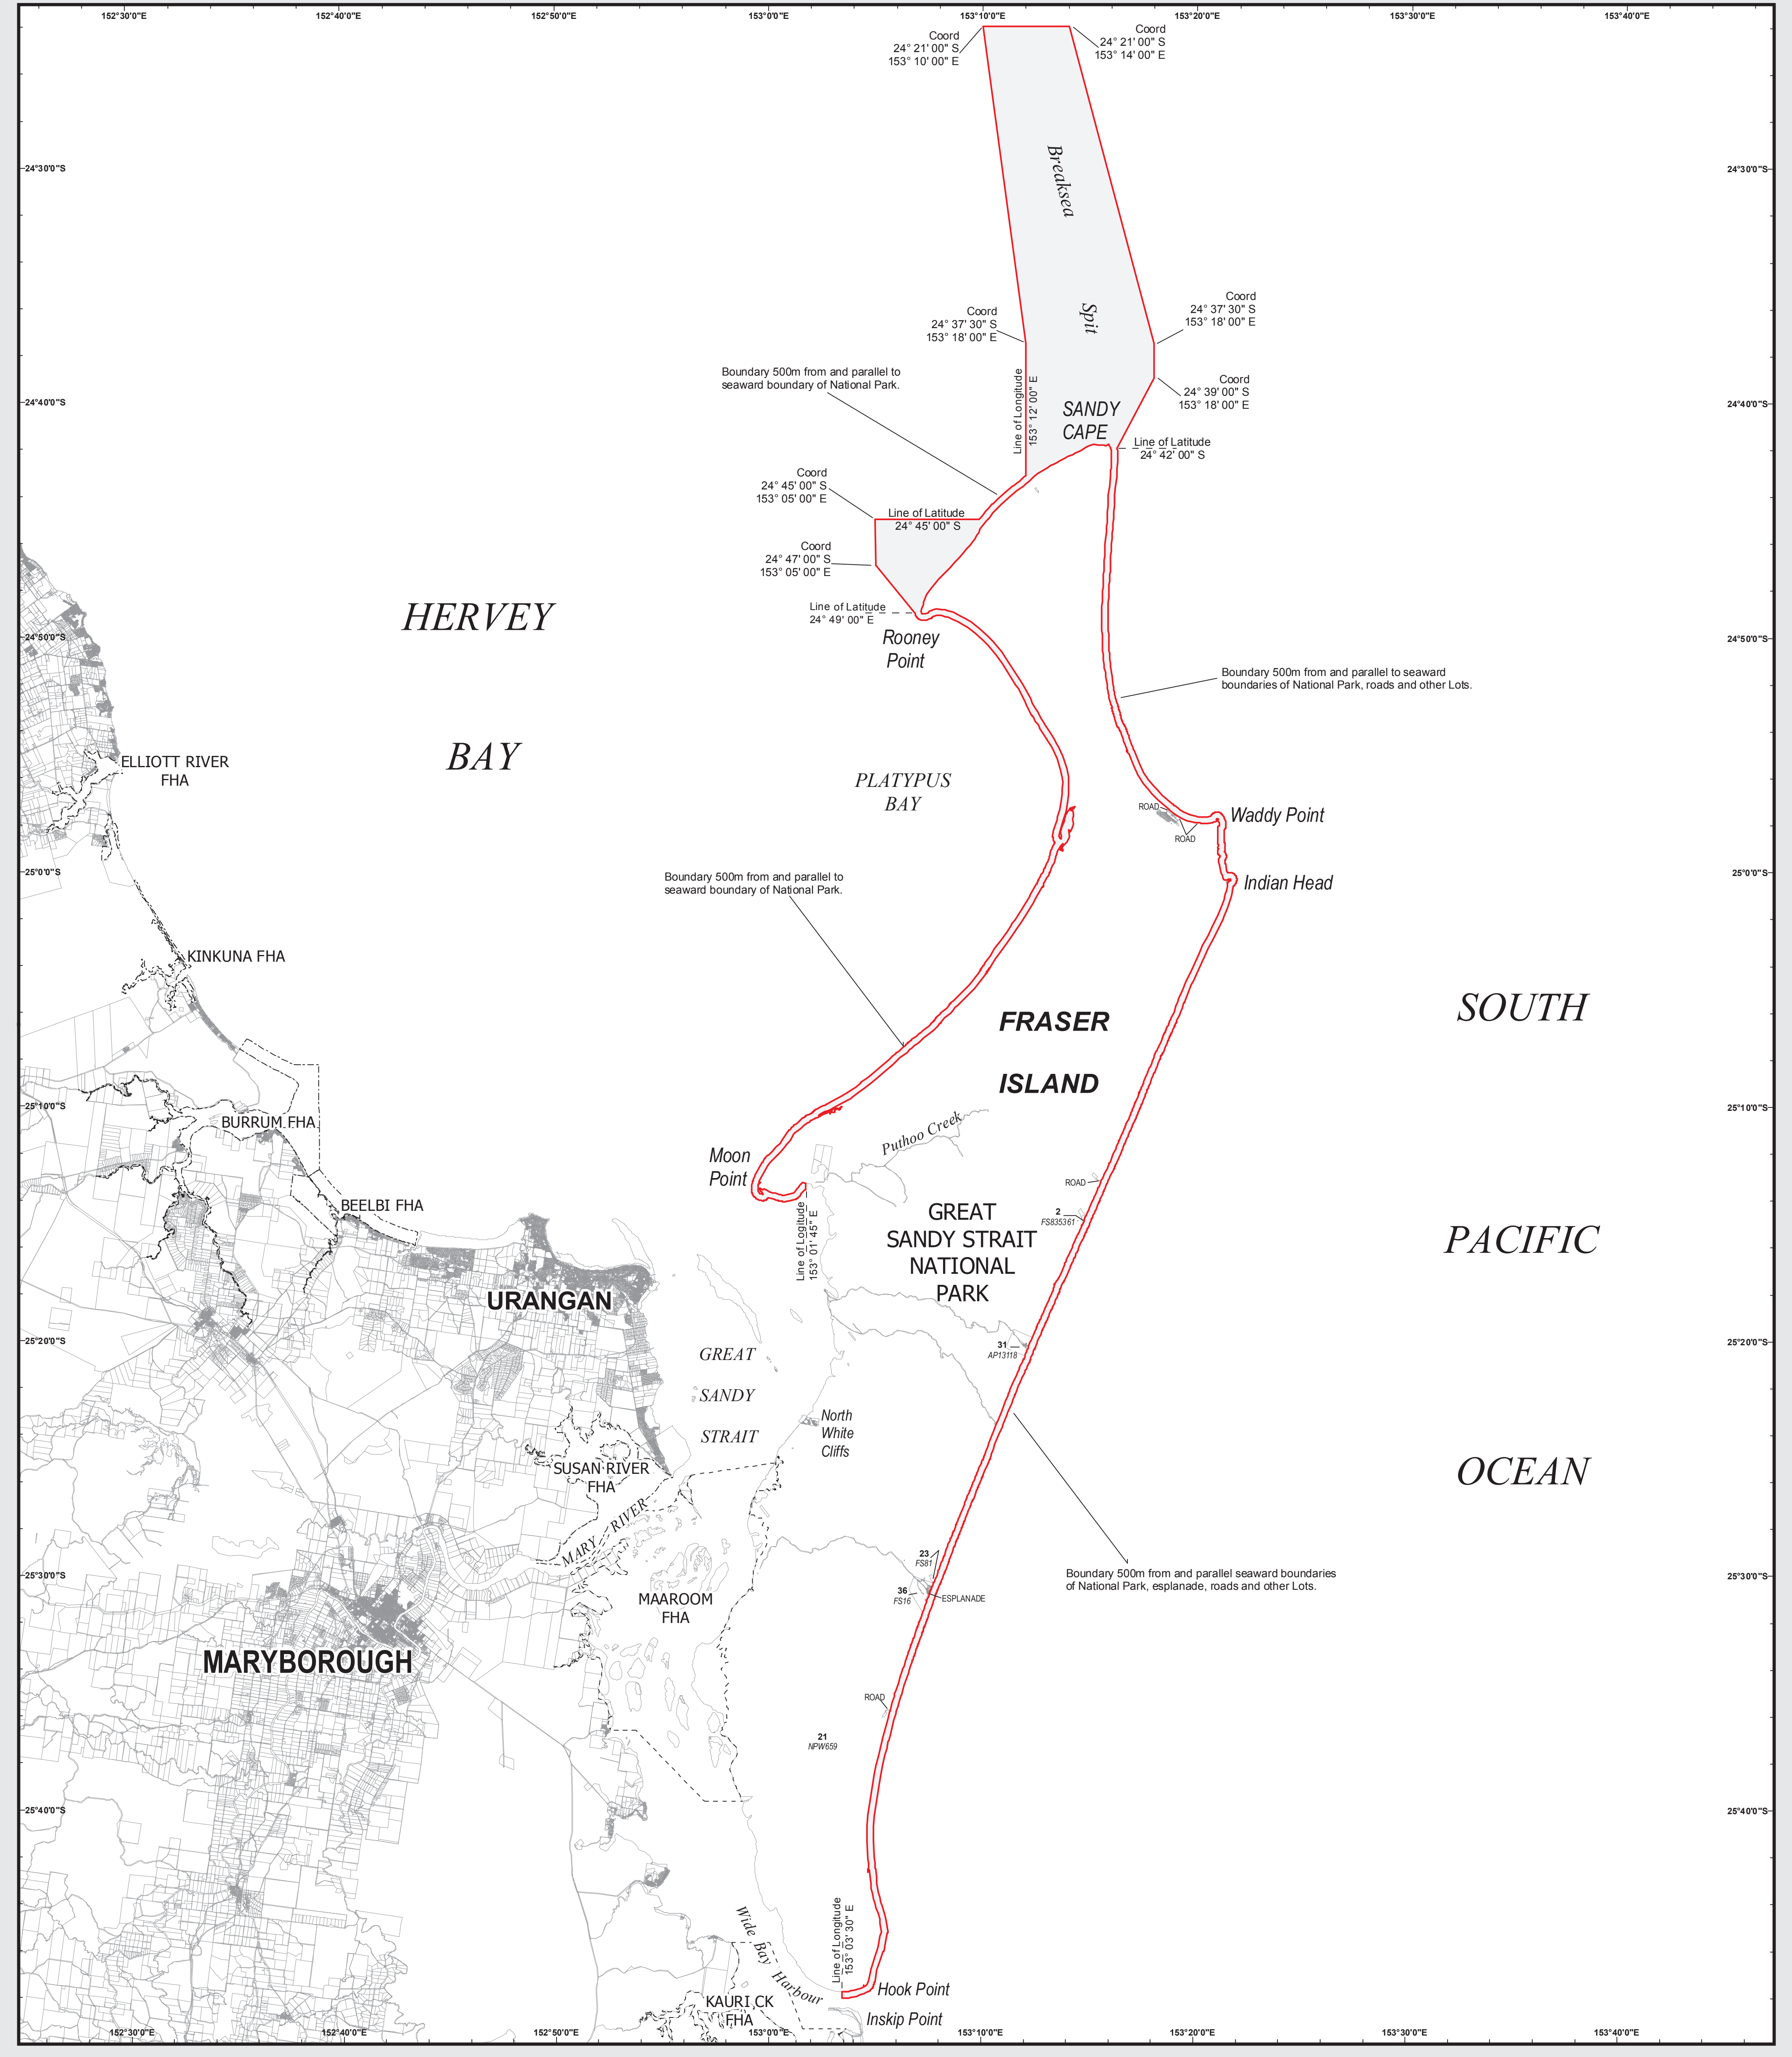 152°30'0"E
152°40'0"E
152°50'0"E
153°0'0"E
153°10'0"E
153°20'0"E
153°30'0"E
153°40'0"E
Coord
24° 21' 00" S
153° 10' 00" E
Coord
24° 21' 00" S
153° 14' 00" E
24°30'0"S
24°30'0"S
Breaksea
Spit
Coord
24° 37' 30" S
153° 18' 00" E
Coord
24° 37' 30" S
153° 18' 00" E
Boundary 500m from and parallel to
seaward boundary of National Park.
Line of Longitude
153° 12' 00" E
Coord
24° 39' 00" S
153° 18' 00" E
24°40'0"S
24°40'0"S
SANDY
CAPE
Line of Latitude
24° 42' 00" S
Coord
24° 45' 00" S
153° 05' 00" E
Line of Latitude
24° 45' 00" S
Coord
24° 47' 00" S
153° 05' 00" E
Line of Latitude
24° 49' 00" E
HERVEY
BAY
24°50'0"S
24°50'0"S
Rooney
Point
Boundary 500m from and parallel to seaward
boundaries of National Park, roads and other Lots.
ELLIOTT RIVER
FHA
PLATYPUS
BAY
ROAD
ROAD
Waddy Point
25°0'0"S
25°0'0"S
Boundary 500m from and parallel to
seaward boundary of National Park.
Indian Head
KINKUNA FHA
FRASER
ISLAND
SOUTH
PACIFIC
OCEAN
25°10'0"S
25°10'0"S
BURRUM FHA
Puthoo Creek
Moon
Point
ROAD
BEELBI FHA
Line of Logitude
153° 01' 45" E
GREAT
SANDY STRAIT
NATIONAL
PARK
2
FS835361
URANGAN
25°20'0"S
25°20'0"S
GREAT
SANDY
STRAIT
31
AP13118
North
White
Cliffs
SUSAN RIVER
FHA
MARY RIVER
25°30'0"S
25°30'0"S
23
FS81
36
FS16
ESPLANADE
Boundary 500m from and parallel seaward boundaries
of National Park, esplanade, roads and other Lots.
MAAROOM
FHA
MARYBOROUGH
ROAD
21
NPW659
25°40'0"S
25°40'0"S
Line of Longitude
153° 03' 30" E
Wide Bay Harbour
Hook Point
KAURI CK
FHA
Inskip Point
152°30'0"E
152°40'0"E
152°50'0"E
153°0'0"E
153°10'0"E
153°20'0"E
153°30'0"E
153°40'0"E